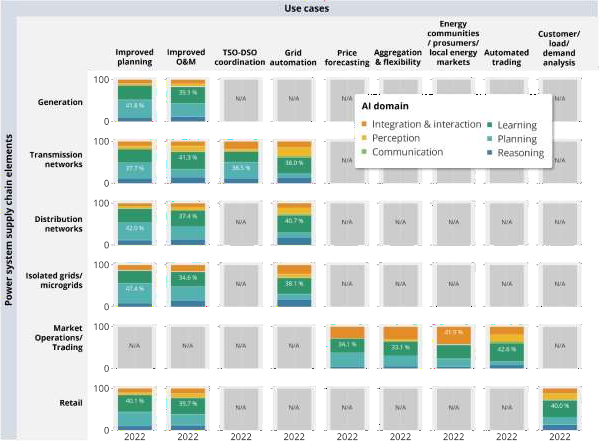 Use cases
Improved planning
Improved O&M
TSO-DSO coordination
Grid automation
Price forecasting
Aggregation & flexibility
Energy communities / prosumers/ local energy markets
Automated trading
Customer/ load/ demand analysis
Power system supply chain elements
Generation
100
0
41.8 %
39.3 %
N/A
N/A
N/A
N/A
AI domain
Integration & interaction
Perception
Communication
Learning
Planning
Reasoning
Transmission networks
100
0
37.7 %
41.3 %
38.5 %
38.0 %
N/A
N/A
Distribution networks
100
0
42.0 %
37.4 %
N/A
40.7 %
N/A
N/A
N/A
N/A
N/A
Isolated grids/ microgrids
100
0
47.4 %
34.6 %
N/A
38.1 %
N/A
N/A
N/A
N/A
N/A
Market Operations/ Trading
100
0
N/A
N/A
N/A
N/A
34.1 %
33.1 %
41.9 %
42.6 %
N/A
Retail
100
0
40.1 %
35.7 %
N/A
N/A
N/A
N/A
N/A
N/A
40.0 %
2022
2022
2022
2022
2022
2022
2022
2022
2022